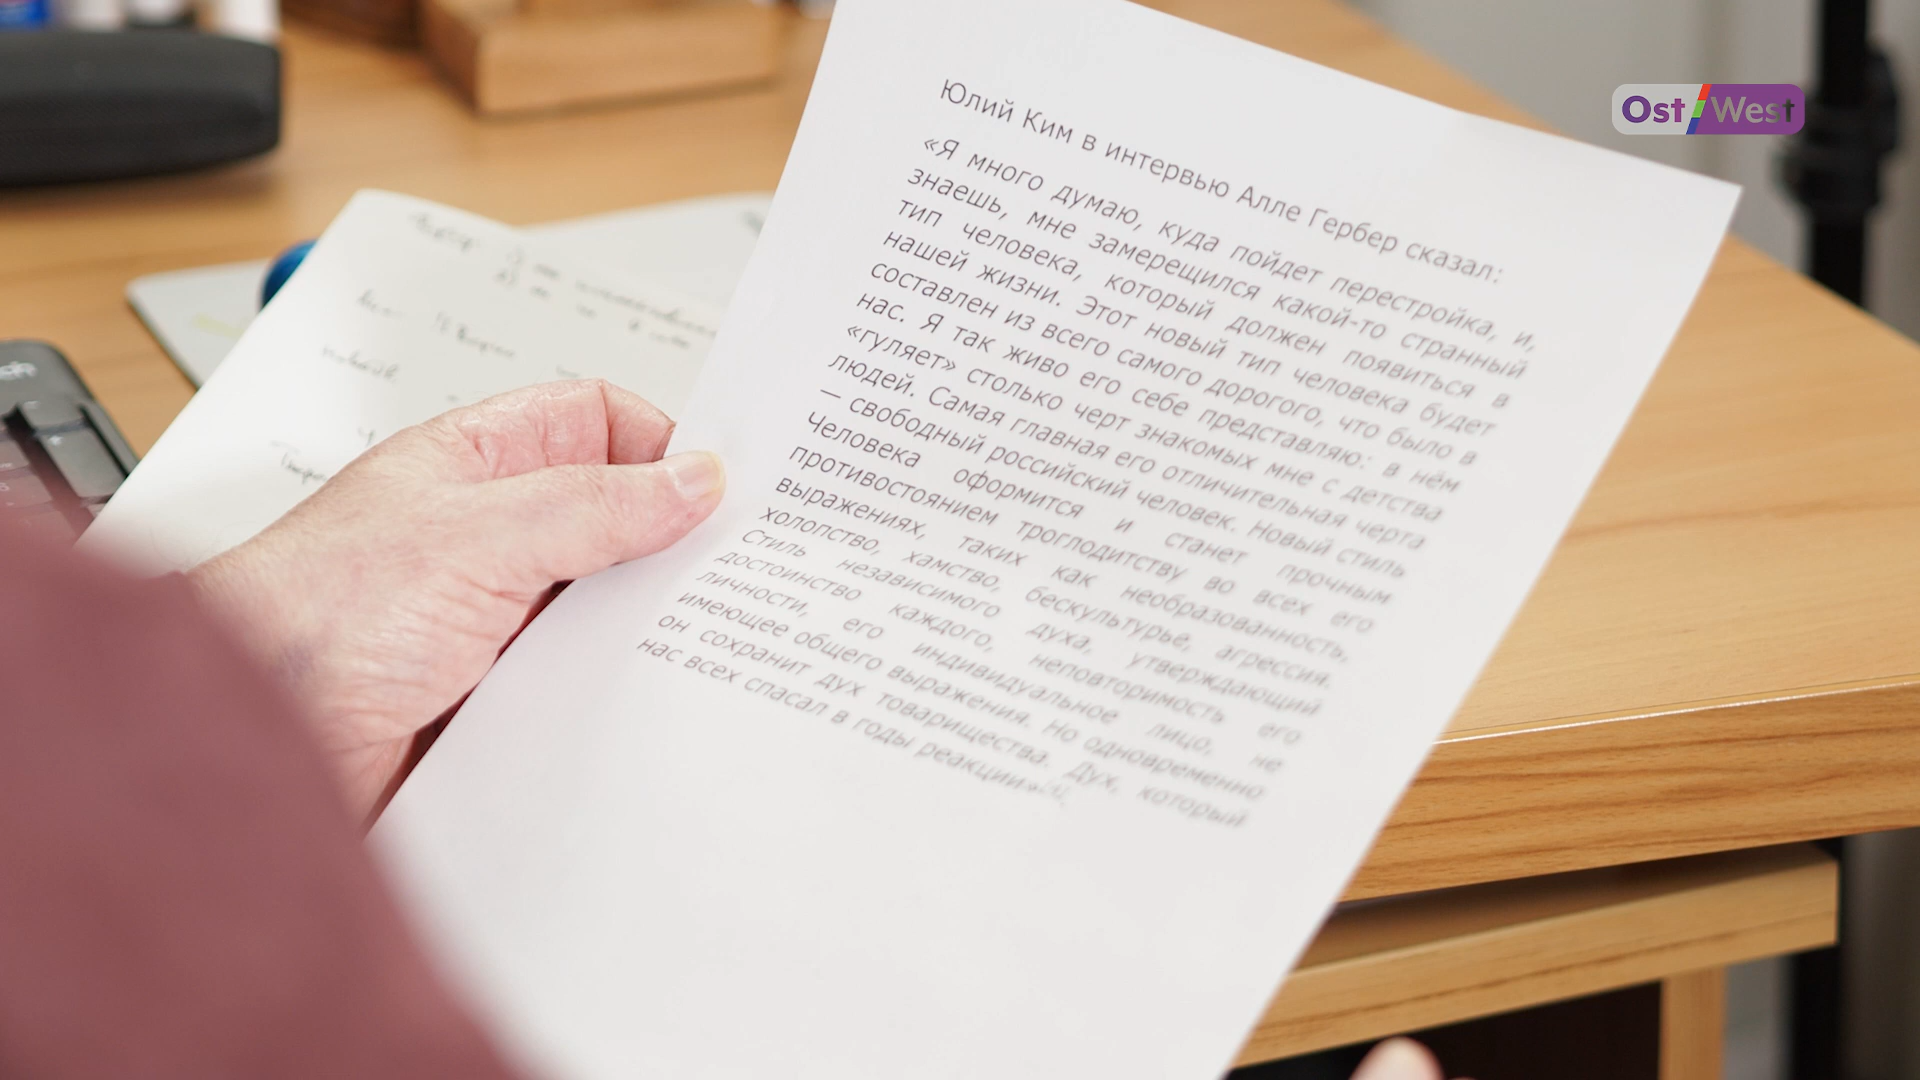 Ost/West
Юлий Ким в интервью Алле Гербер сказал:
«Я много думаю, куда пойдет перестройка, и,
знаешь, мне замерещился какой-то странный
тип человека, который должен появиться в
нашей жизни. Этот новый тип человека будет
составлен из всего самого дорогого, что было в
нас. Я так живо его себе представляю: в нём
«гуляет» столько черт знакомых мне с детства
людей. Самая главная его отличительная черта
— свободный российский человек. Новый стиль
Человека оформится и станет прочным
противостоянием троглодитству во всех его
выражениях, таких как необразованность,
холопство, хамство, бескультурье, агрессия.
Стиль независимого духа, утверждающий
достоинство каждого, неповторимость его
личности, его индивидуальное лицо, не
имеющее общего выражения. Но одновременно
он сохранит дух товарищества. Дух, который
нас всех спасал в годы реакции»